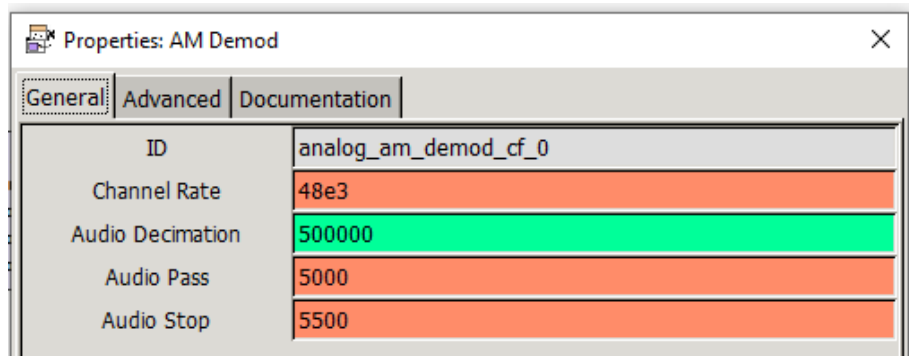 Properties: AM Demod
General Advanced Documentation
ID analog_am_demod_cf_0
Channel Rate 48e3
Audio Decimation 500000
Audio Pass 5000
Audio Stop 5500